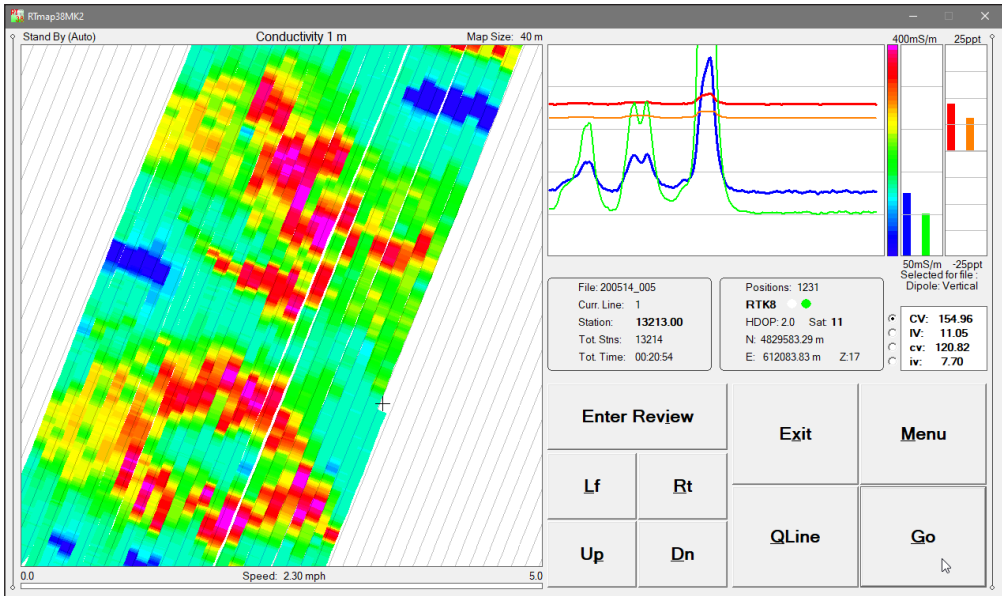 RTmap38MK2
Stand By (Auto) Conductivity 1 m Map Size: 40 m
400mS/m 25ppt
50mS/m -25ppt
Selected for file :
Dipole: Vertical
File: 200514_005
Curr. Line: 1
Station: 13213.00
Tot. Stns: 13214
Tot. Time: 00:20:54
Positions: 1231
RTK8
HDOP: 2.0 Sat: 11
N: 4829583.29 m
E: 612083.83 m Z:17
CV: 154.96
IV: 11.05
cv: 120.82
iv: 7.70
Enter Review
Exit
Menu
Lf
Rt
Up
Dn
QLine
Go
0.0 Speed: 2.30 mph 5.0